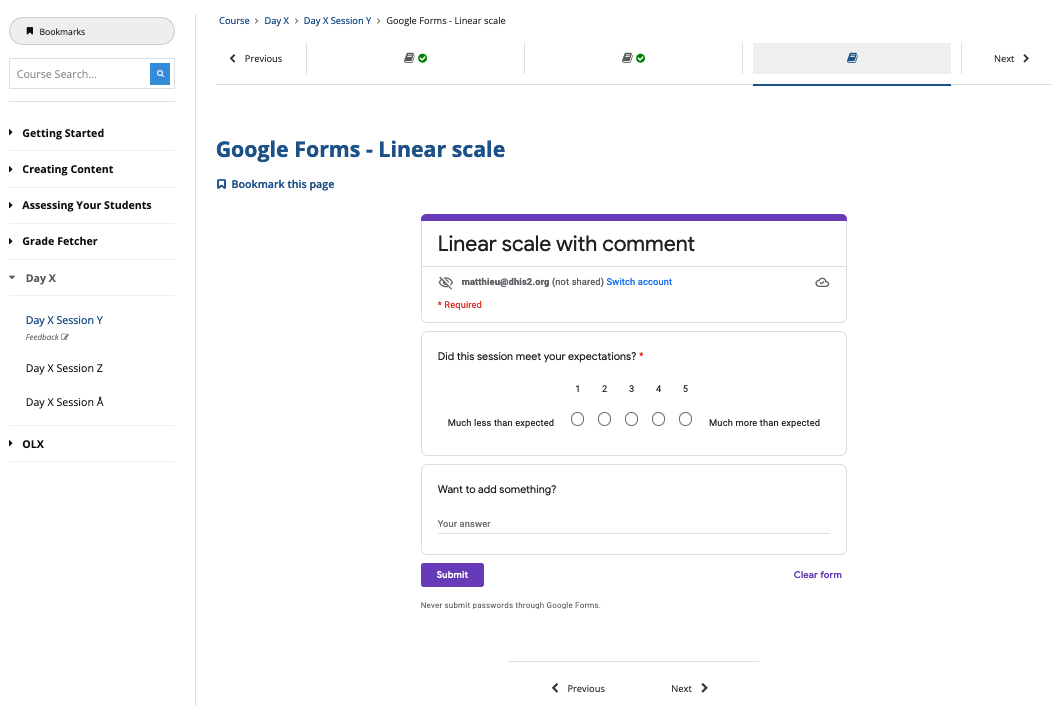 Bookmarks
Course Search...
Getting Started
Creating Content
Assessing Your Students
Grade Fetcher
Day X
Day X Session Y
Feedback
Day X Session Z
Day X Session Å
OLX
Course > Day X > Day X Session Y > Google Forms - Linear scale
Previous
Next
Google Forms - Linear scale
Bookmark this page
Linear scale with comment
matthieu@dhis2.org (not shared) Switch account
* Required
Did this session meet your expectations? *
1 2 3 4 5
Much less than expected Much more than expected
Want to add something?
Your answer
Submit Clear form
Never submit passwords through Google Forms.
Previous Next